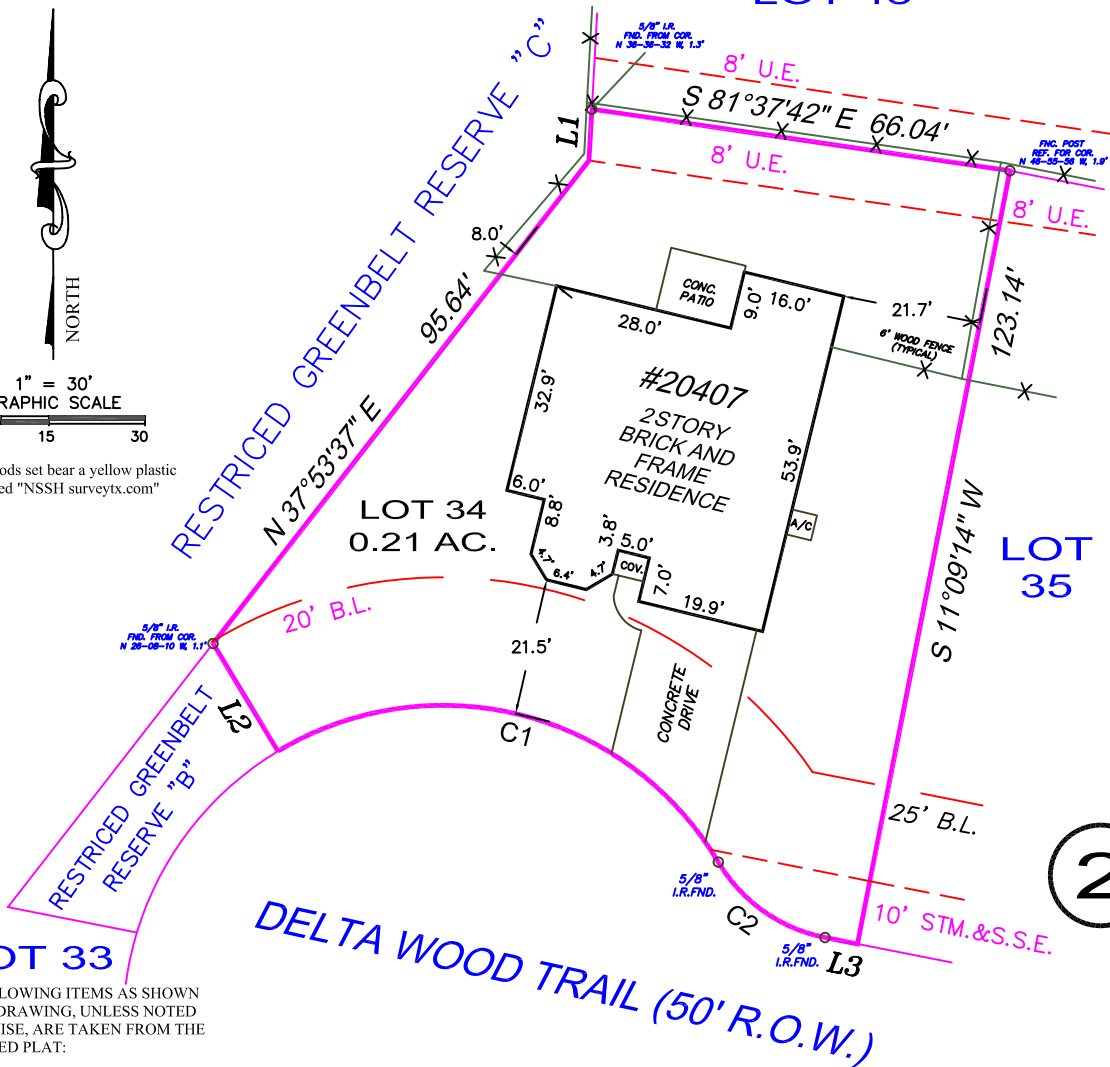 5/8" I.R.
FND. FROM COR.
N 36-36-32 W, 1.3'
RESTRICED GREENBELT RESERVE "C"
8' U.E.
S 81°37'42" E 66.04'
L1
8' U.E.
FNC. POST
REF. FOR COR.
N 46-55-56 W, 1.9'
8' U.E.
NORTH
8.0'
CONC.
PATIO
28.0'
9.0'
16.0'
21.7'
6' WOOD FENCE
(TYPICAL)
123.14'
95.64'
N 37°53'37" E
1" = 30'
RAPHIC SCALE
15
30
ods set bear a yellow plastic
ed "NSSH surveytx.com"
32.9'
#20407
2STORY
BRICK AND
FRAME
RESIDENCE
53.9'
A/C
6.0'
8.8'
LOT 34
0.21 AC.
4.7'
6.4'
4.7'
3.8'
5.0'
COV.
7.0'
19.9'
S 11°09'14" W
LOT
35
20' B.L.
5/8" I.R.
FND. FROM COR.
N 26-08-10 W, 1.1'
21.5'
L2
C1
CONCRETE
DRIVE
RESTRICED GREENBELT
RESERVE "B"
25' B.L.
2
5/8"
I.R.FND.
C2
10' STM.&S.S.E.
5/8"
I.R.FND.
L3
DELTA WOOD TRAIL (50' R.O.W.)
OT 33
LOWING ITEMS AS SHOWN
DRAWING, UNLESS NOTED
ISE, ARE TAKEN FROM THE
ED PLAT: